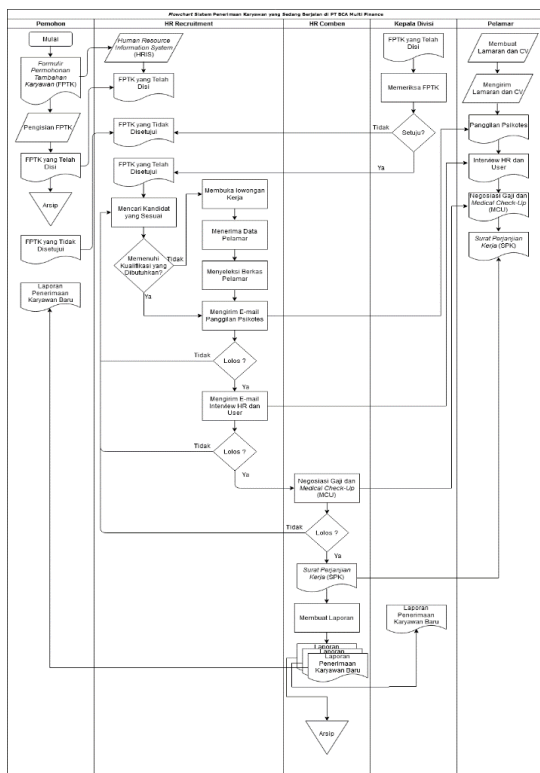 Flowchart Sistem Penerimaan Karyawan yang Sedang Berjalan di PT BCA Multi Finance
Pemohon
HR Recruitment
HR Comben
Kepala Divisi
Pelamar
Mulai
Formulir
Permohonan
Tambahan
Karyawan (FPTK)
Pengisian FPTK
FPTK yang Telah
Disi
Arsip
FPTK yang Tidak
Disetujui
Laporan
Penerimaan
Karyawan Baru
Human Resource
Information System
(HRIS)
FPTK yang Telah
Disi
FPTK yang Tidak
Disetujui
FPTK yang Telah
Disetujui
Mencari Kandidat
yang Sesuai
Memenuhi
Kualifikasi yang
Dibutuhkan?
Tidak
Ya
Membuka lowongan
Kerja
Menerima Data
Pelamar
Menyeleksi Berkas
Pelamar
Mengirim E-mail
Panggilan Psikotes
Tidak
Lolos ?
Ya
Mengirim E-mail
Interview HR dan
User
Tidak
Lolos ?
Ya
Negosiasi Gaji dan
Medical Check-Up
(MCU)
Tidak
Lolos ?
Ya
Surat Perjanjian
Kerja (SPK)
Membuat Laporan
Laporan
Laporan
Laporan
Penerimaan
Karyawan Baru
Arsip
FPTK yang Telah
Disi
Memeriksa FPTK
Tidak
Setuju?
Ya
Laporan
Penerimaan
Karyawan Baru
Membuat
Lamaran dan CV
Mengirim
Lamaran dan CV
Panggilan Psikotes
Interview HR dan
User
Negosiasi Gaji dan
Medical Check-Up
(MCU)
Surat Perjanjian
Kerja (SPK)